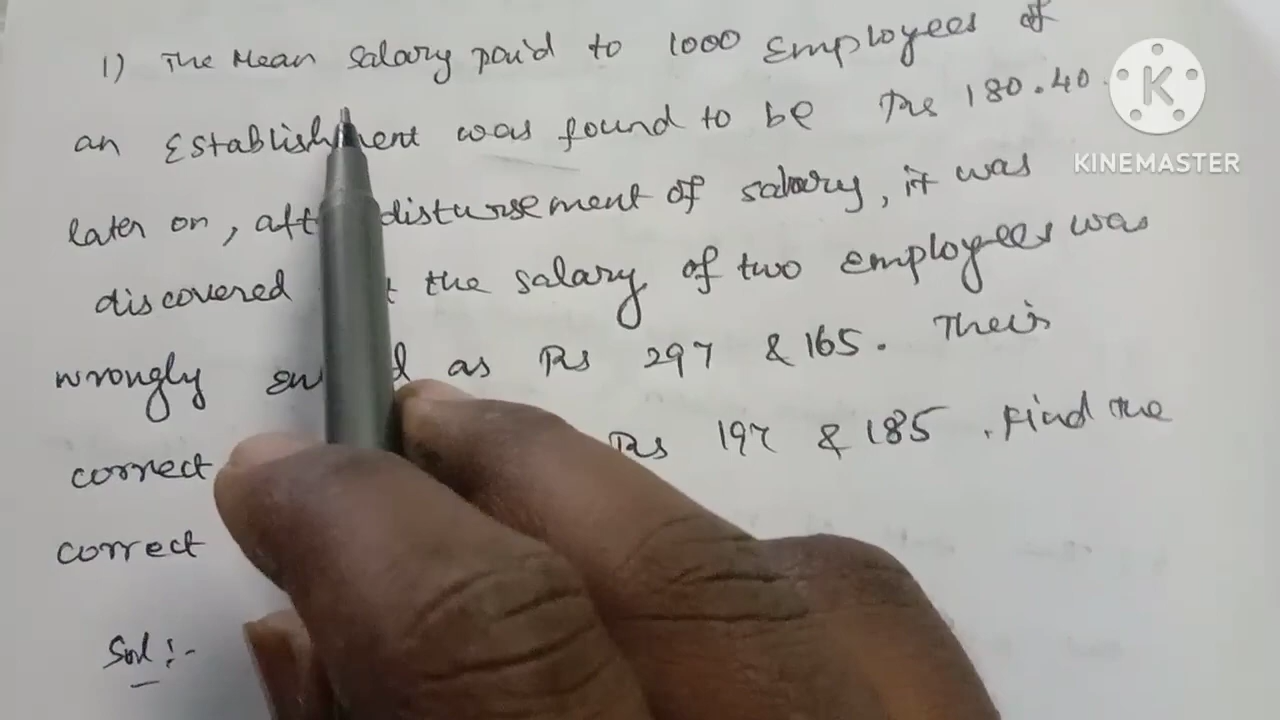 1) The Mean salary paid to 1000 Employees of
an Establishment was found to be Rs 180.40.
later on, disbursement of salary, it was
discovered the salary of two employees was
wrongly as Rs 297 & 165. Their
correct Rs 197 & 185. Find the
correct
Sol :-
K
KINEMASTER